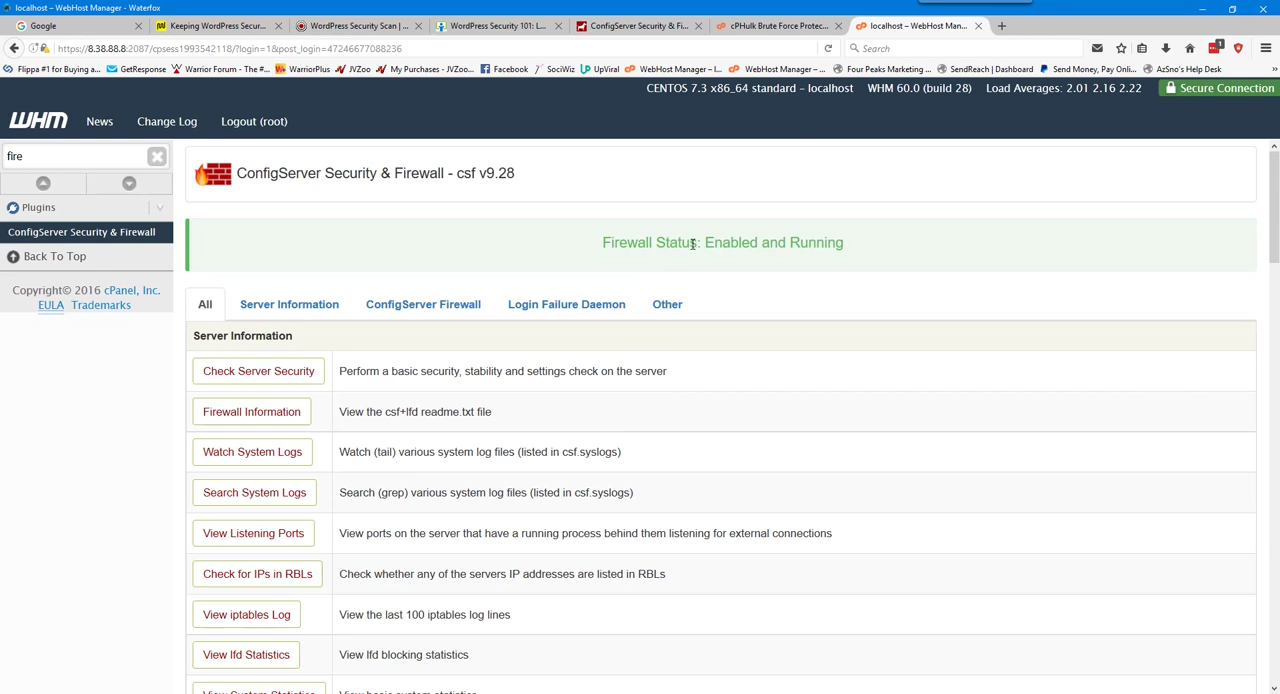 localhost - WebHost Manager - Waterfox
Google
Keeping WordPress Secur...
WordPress Security Scan | ...
WordPress Security 101: L...
ConfigServer Security & Fi...
cPHulk Brute Force Protec...
localhost – WebHost Man...
https://8.38.88.8:2087/cpsess1993542118/?login=1&post_login=47246677088236
Search
1
Flippa #1 for Buying a...
GetResponse
Warrior Forum - The #...
WarriorPlus
JVZoo
My Purchases - JVZoo...
Facebook
SociWiz
UpViral
WebHost Manager – l...
WebHost Manager – ...
Four Peaks Marketing ...
SendReach | Dashboard
Send Money, Pay Onli...
AzSno's Help Desk
CENTOS 7.3 x86_64 standard – localhost
WHM 60.0 (build 28)
Load Averages: 2.01 2.16 2.22
Secure Connection
WHM
News
Change Log
Logout (root)
fire
Plugins
ConfigServer Security & Firewall
Back To Top
Copyright© 2016 cPanel, Inc.
EULA Trademarks
ConfigServer Security & Firewall - csf v9.28
Firewall Status: Enabled and Running
All
Server Information
ConfigServer Firewall
Login Failure Daemon
Other
Server Information
Check Server Security
Perform a basic security, stability and settings check on the server
Firewall Information
View the csf+lfd readme.txt file
Watch System Logs
Watch (tail) various system log files (listed in csf.syslogs)
Search System Logs
Search (grep) various system log files (listed in csf.syslogs)
View Listening Ports
View ports on the server that have a running process behind them listening for external connections
Check for IPs in RBLs
Check whether any of the servers IP addresses are listed in RBLs
View iptables Log
View the last 100 iptables log lines
View lfd Statistics
View lfd blocking statistics
View System Statistics
View basic system statistics